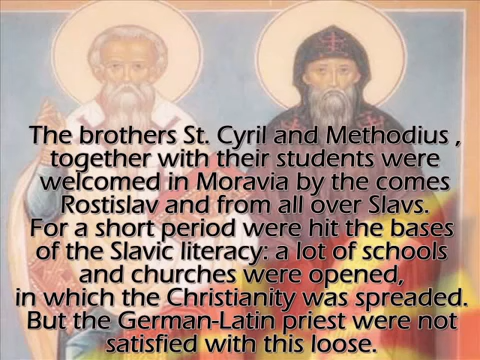 The brothers St. Cyril and Methodius ,
together with their students were
welcomed in Moravia by the comes
Rostislav and from all over Slavs.
For a short period were hit the bases
of the Slavic literacy: a lot of schools
and churches were opened,
in which the Christianity was spreaded.
But the German-Latin priest were not
satisfied with this loose.